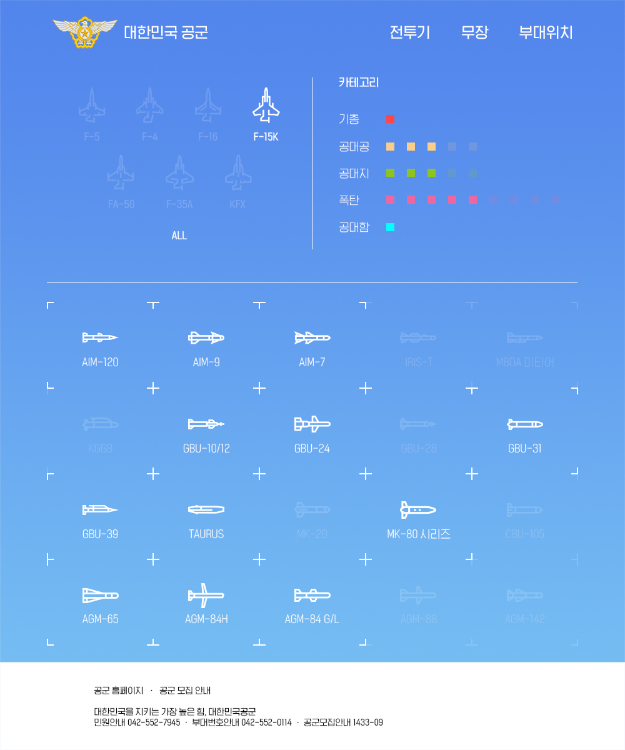 대한민국 공군
전투기 무장 부대위치
카테고리
F-5 F-4 F-16 F-15K
FA-50 F-35A KFX
ALL
기종
공대공
공대지
폭탄
공대함
AIM-120 AIM-9 AIM-7 IRIS-T MBDA 미티어
KGGB GBU-10/12 GBU-24 GBU-28 GBU-31
GBU-39 TAURUS MK-20 MK-80 시리즈 CBU-105
AGM-65 AGM-84H AGM-84 G/L AGM-88 AGM-142
공군 홈페이지 · 공군 모집 안내
대한민국을 지키는 가장 높은 힘, 대한민국공군
민원안내 042-552-7945 · 부대번호안내 042-552-0114 · 공군모집안내 1433-09